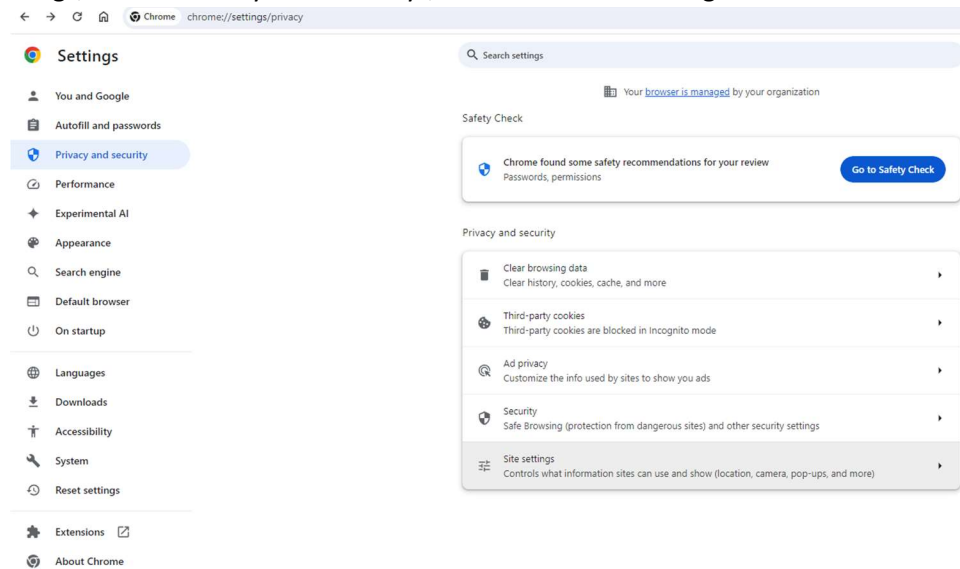 Chrome chrome://settings/privacy
Settings
Search settings
You and Google
Autofill and passwords
Privacy and security
Performance
Experimental AI
Appearance
Search engine
Default browser
On startup
Languages
Downloads
Accessibility
System
Reset settings
Extensions
About Chrome
Your browser is managed by your organization
Safety Check
Chrome found some safety recommendations for your review
Passwords, permissions
Go to Safety Check
Privacy and security
Clear browsing data
Clear history, cookies, cache, and more
Third-party cookies
Third-party cookies are blocked in Incognito mode
Ad privacy
Customize the info used by sites to show you ads
Security
Safe Browsing (protection from dangerous sites) and other security settings
Site settings
Controls what information sites can use and show (location, camera, pop-ups, and more)